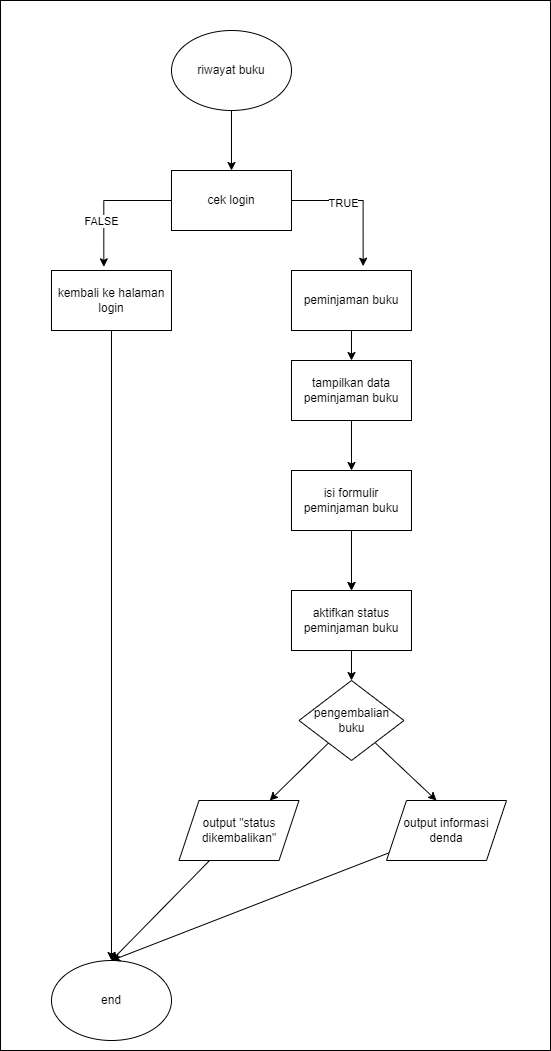 riwayat buku
cek login
FALSE
TRUE
kembali ke halaman
login
peminjaman buku
tampilkan data
peminjaman buku
isi formulir
peminjaman buku
aktifkan status
peminjaman buku
pengembalian
buku
output "status
dikembalikan"
output informasi
denda
end